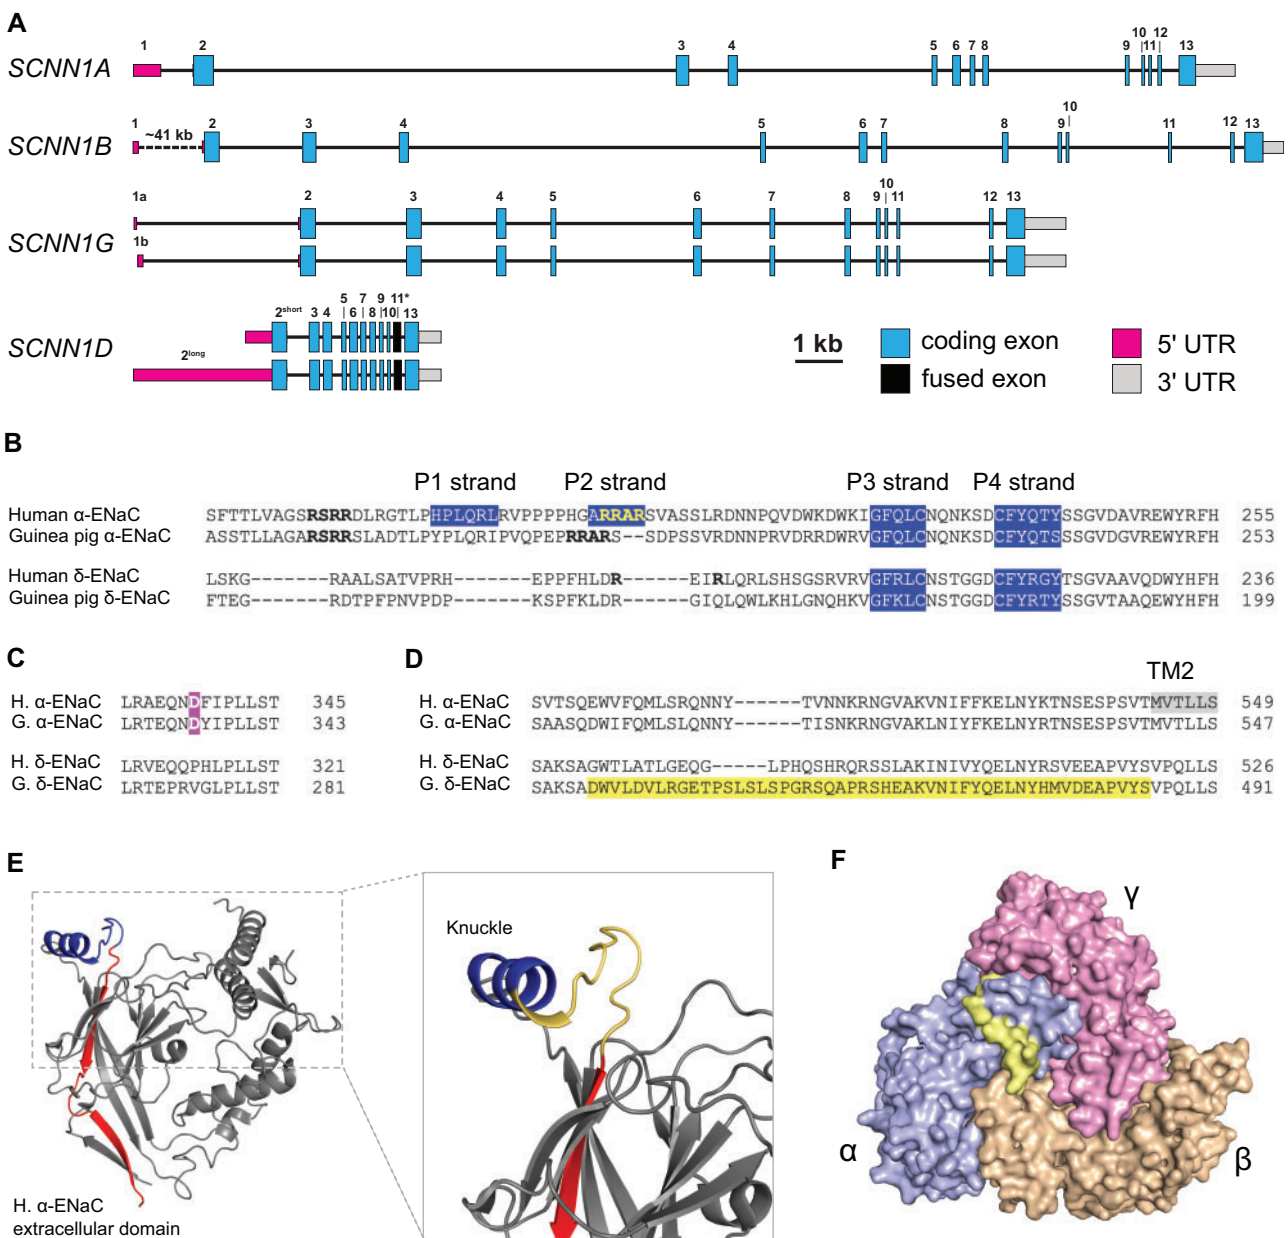 A
SCNN1A
1 2 3 4 5 6 7 8 9 10 11 12 13
SCNN1B
1 ~41 kb 2 3 4 5 6 7 8 9 10 11 12 13
SCNN1G
1a 2 3 4 5 6 7 8 9 10 11 12 13
1b
SCNN1D
2short 3 4 5 6 7 8 9 10 11* 13
2long
1 kb
coding exon
fused exon
5' UTR
3' UTR
B
P1 strand P2 strand P3 strand P4 strand
Human α-ENaC SFTTLVAGSRSRRDLRGTLPHPLQRLRVPPPPHGARRARSVASSLRDNNPQVDWKDWKIGFQLCNQNKSDCFYQTYSSGVDAVREWYRFH 255
Guinea pig α-ENaC ASSTLLAGARSRRSLADTLPYPLQRIPVQPEPRRARS--SDPSSVRDNNPRVDRRDWRVGFQLCNQNKSDCFYQTSSSGVDGVREWYRFH 253
Human δ-ENaC LSKG-------RAALSATVPRH-------EPPFHLDR------EIRLQRLSHSGSRVRVGFRLCNSTGGDCFYRGYTSGVAAVQDWYHFH 236
Guinea pig δ-ENaC FTEG-------RDTPFPNVPDP-------KSPFKLDR------GIQLQWLKHLGNQHKVGFKLCNSTGGDCFYRTYSSGVTAAQEWYHFH 199
C
H. α-ENaC LRAEQNDFIPLLST 345
G. α-ENaC LRTEQNDYIPLLST 343
H. δ-ENaC LRVEQQPHLPLLST 321
G. δ-ENaC LRTEPRVGLPLLST 281
D
TM2
H. α-ENaC SVTSQEWVFQMLSRQNNY------TVNNKRNGVAKVNIFFKELNYKTNSESPSVTMVTLLS 549
G. α-ENaC SAASQDWIFQMLSRQNNY------TISNKRNGVAKLNIYFKELNYRTNSESPSVTMVTLLS 547
H. δ-ENaC SAKSAGWTLATLGEQG-----LPHQSHRQRSSLAKINIVYQELNYRSVEEAPVYSVPQLLS 526
G. δ-ENaC SAKSADWVLDVLRGETPSLSLSPGRSQAPRSHEAKVNIFYQELNYHMVDEAPVYSVPQLLS 491
E
Knuckle
H. α-ENaC
extracellular domain
F
γ
α
β